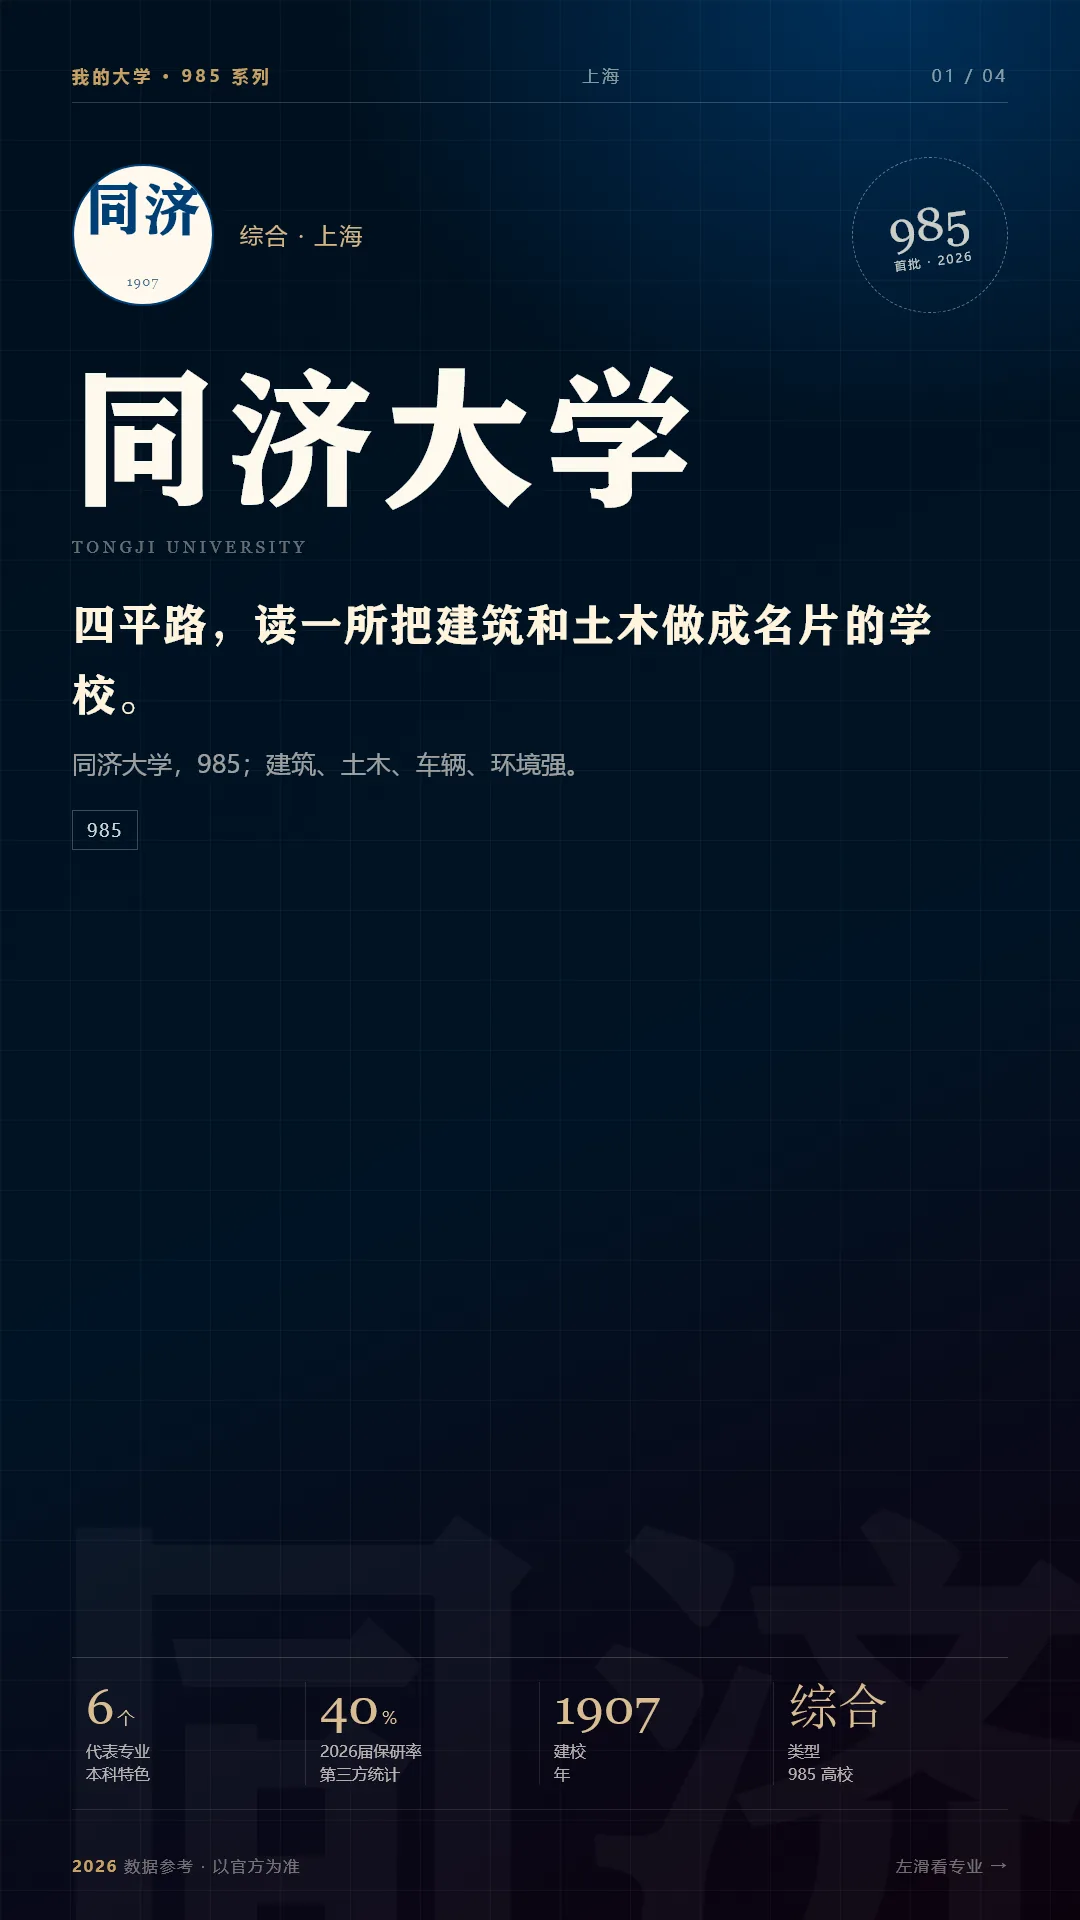 我的大学 · 985 系列
上海
01 / 04
同济
1907
综合 · 上海
985
首批 · 2026
同济大学
TONGJI UNIVERSITY
四平路，读一所把建筑和土木做成名片的学
校。
同济大学，985；建筑、土木、车辆、环境强。
985
同济
6个
代表专业
本科特色
40%
2026届保研率
第三方统计
1907
建校
年
综合
类型
985 高校
2026 数据参考 · 以官方为准
左滑看专业 →